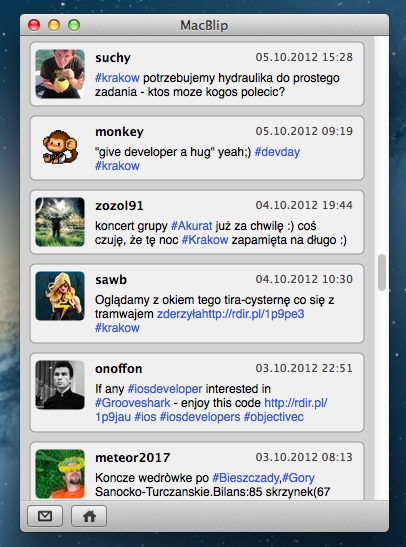 MacBlip
suchy 05.10.2012 15:28
#krakow potrzebujemy hydraulika do prostego
zadania - ktos moze kogos polecic?
monkey 05.10.2012 09:19
"give developer a hug" yeah;) #devday
#krakow
zozol91 04.10.2012 19:44
koncert grupy #Akurat już za chwilę :) coś
czuję, że tę noc #Krakow zapamięta na długo :)
sawb 04.10.2012 10:30
Oglądamy z okiem tego tira-cysternę co się z
tramwajem zderzyłahttp://rdir.pl/1p9pe3
#krakow
onoffon 03.10.2012 22:51
If any #iosdeveloper interested in
#Grooveshark - enjoy this code http://rdir.pl/
1p9jau #ios #iosdevelopers #objectivec
meteor2017 03.10.2012 08:13
Koncze wedròwke po #Bieszczady,#Gory
Sanocko-Turczanskie.Bilans:85 skrzynek(67